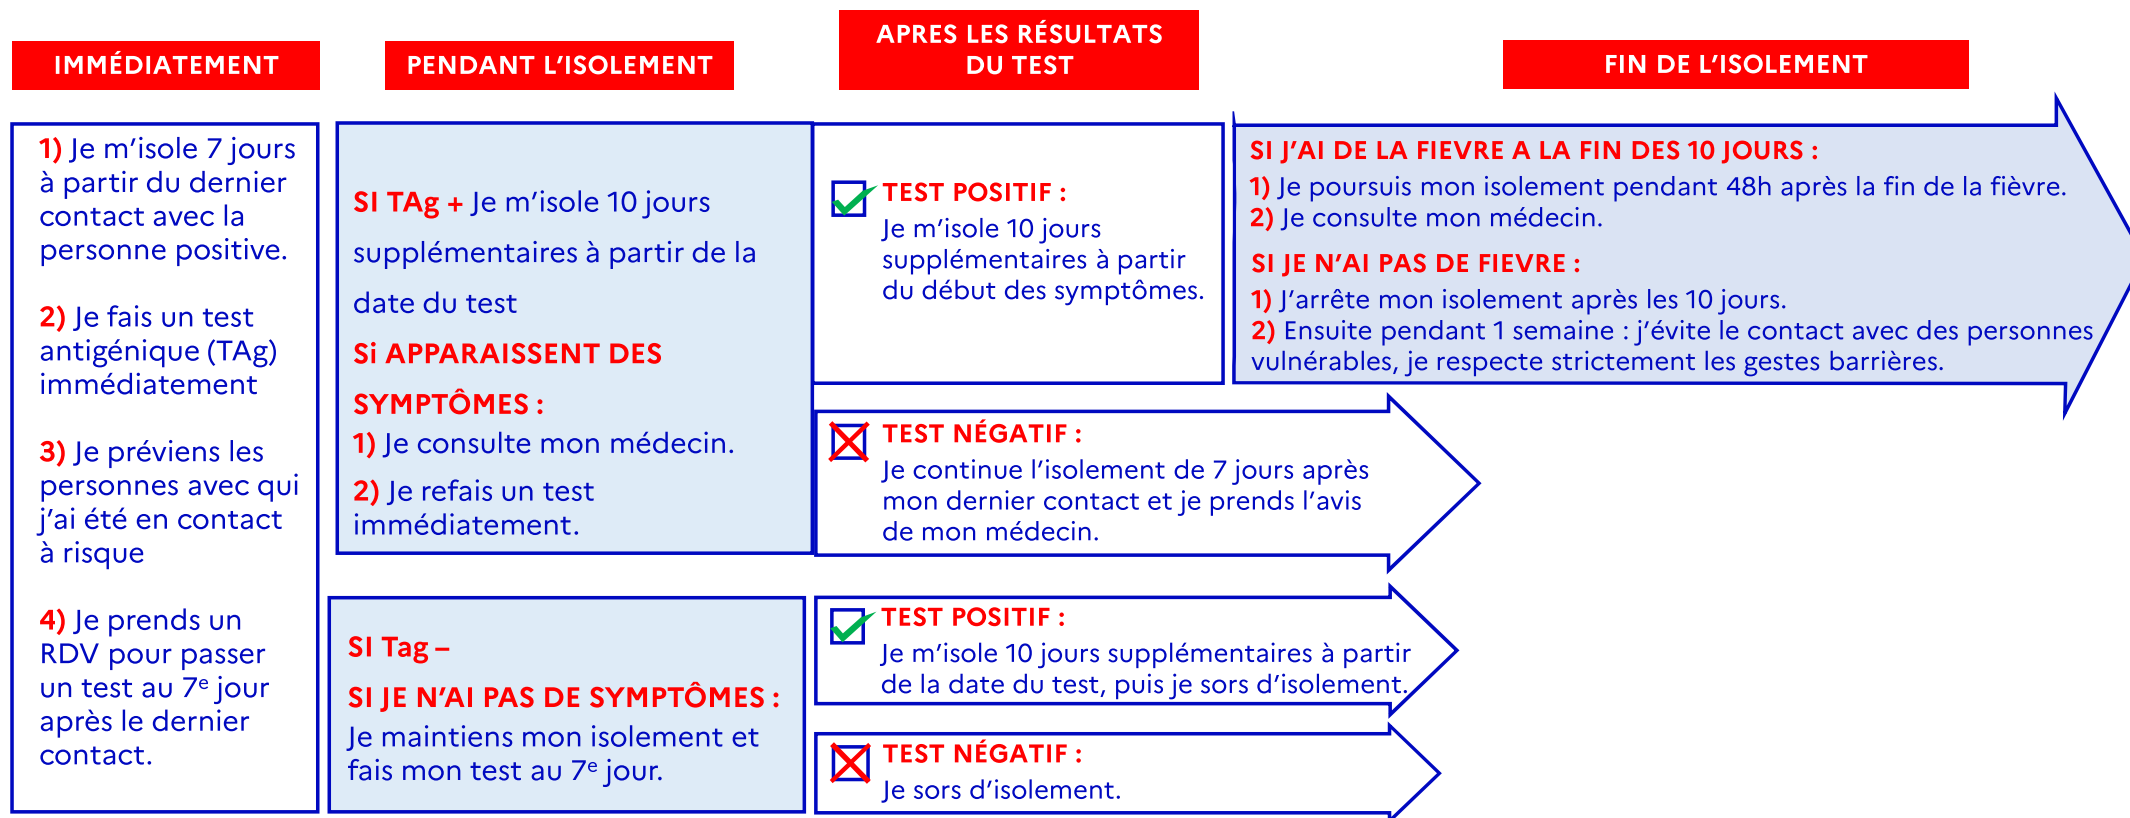 IMMÉDIATEMENT
PENDANT L’ISOLEMENT
APRES LES RÉSULTATS
DU TEST
FIN DE L’ISOLEMENT
1) Je m’isole 7 jours
à partir du dernier
contact avec la
personne positive.
2) Je fais un test
antigénique (TAg)
immédiatement
3) Je préviens les
personnes avec qui
j’ai été en contact
à risque
4) Je prends un
RDV pour passer
un test au 7e jour
après le dernier
contact.
SI TAg + Je m’isole 10 jours
supplémentaires à partir de la
date du test
Si APPARAISSENT DES
SYMPTÔMES :
1) Je consulte mon médecin.
2) Je refais un test
immédiatement.
TEST POSITIF :
Je m’isole 10 jours
supplémentaires à partir
du début des symptômes.
SI J’AI DE LA FIEVRE A LA FIN DES 10 JOURS :
1) Je poursuis mon isolement pendant 48h après la fin de la fièvre.
2) Je consulte mon médecin.
SI JE N’AI PAS DE FIEVRE :
1) J’arrête mon isolement après les 10 jours.
2) Ensuite pendant 1 semaine : j’évite le contact avec des personnes
vulnérables, je respecte strictement les gestes barrières.
TEST NÉGATIF :
Je continue l’isolement de 7 jours après
mon dernier contact et je prends l’avis
de mon médecin.
SI Tag –
SI JE N’AI PAS DE SYMPTÔMES :
Je maintiens mon isolement et
fais mon test au 7e jour.
TEST POSITIF :
Je m’isole 10 jours supplémentaires à partir
de la date du test, puis je sors d’isolement.
TEST NÉGATIF :
Je sors d’isolement.